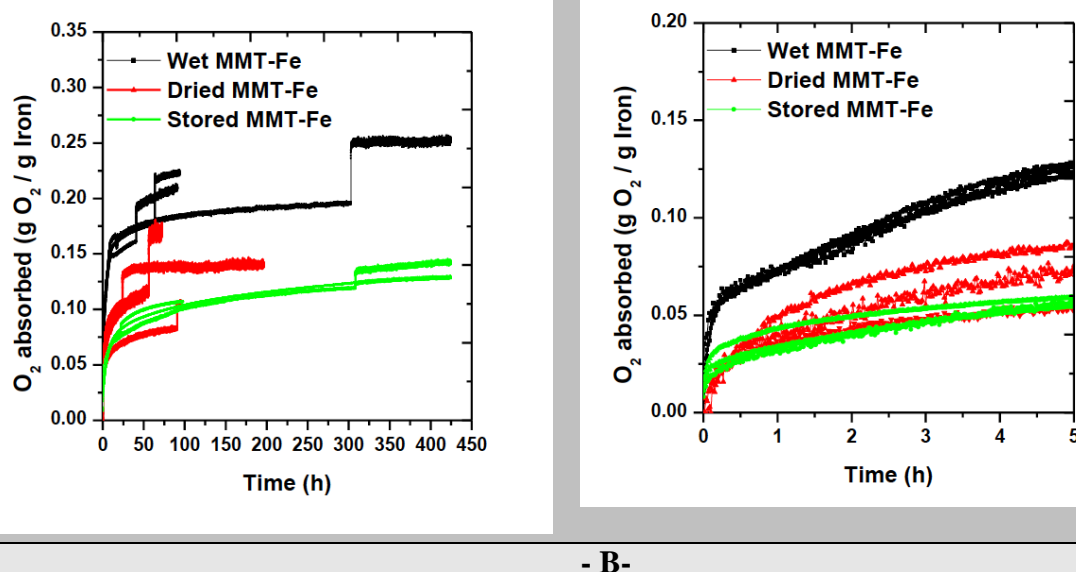 0.35
0.30
0.25
0.20
0.15
0.10
0.05
0.00
O2 absorbed (g O2 / g Iron)
Wet MMT-Fe
Dried MMT-Fe
Stored MMT-Fe
0 50 100 150 200 250 300 350 400 450
Time (h)
0.20
0.15
0.10
0.05
0.00
O2 absorbed (g O2 / g Iron)
Wet MMT-Fe
Dried MMT-Fe
Stored MMT-Fe
0 1 2 3 4 5
Time (h)
- B-